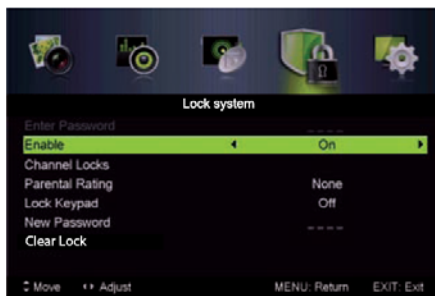 Lock system
Enter Password _ _ _ _
Enable On
Channel Locks
Parental Rating None
Lock Keypad Off
New Password _ _ _ _
Clear Lock
Move Adjust MENU: Return EXIT: Exit